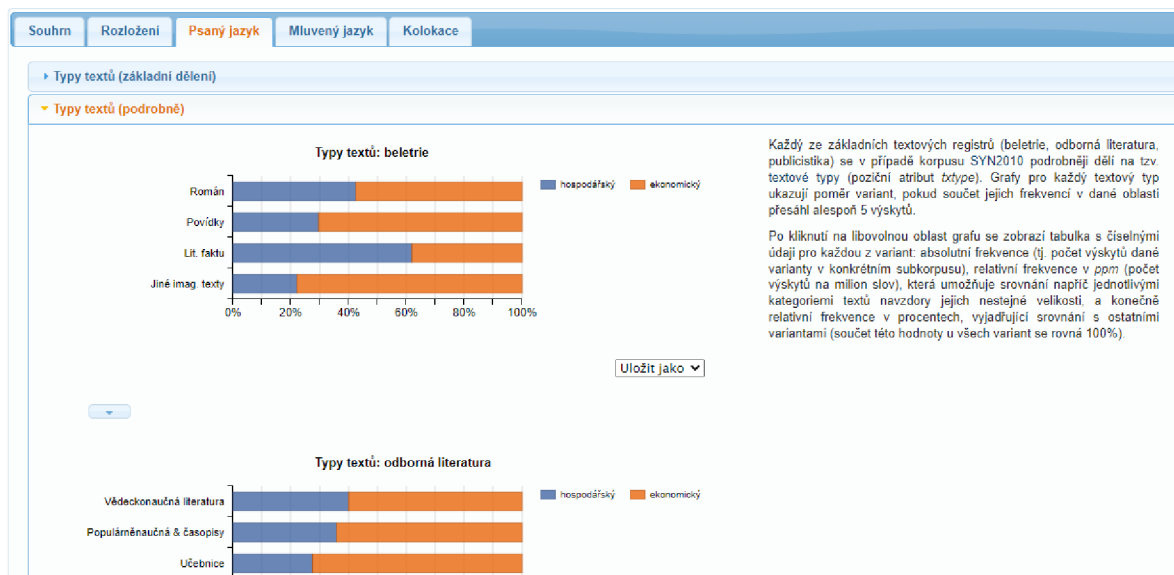 Souhrn Rozložení Psaný jazyk Mluvený jazyk Kolokace
Typy textů (základní dělení)
Typy textů (podrobně)
Typy textů: beletrie
hospodářský ekonomický
Román
Povídky
Lit. faktu
Jiné imag. texty
0% 20% 40% 60% 80% 100%
Každý ze základních textových registrů (beletrie, odborná literatura,
publicistika) se v případě korpusu SYN2010 podrobněji dělí na tzv.
textové typy (poziční atribut txtype). Grafy pro každý textový typ
ukazují poměr variant, pokud součet jejich frekvencí v dané oblasti
přesáhl alespoň 5 výskytů.
Po kliknutí na libovolnou oblast grafu se zobrazí tabulka s číselnými
údaji pro každou z variant: absolutní frekvence (tj. počet výskytů dané
varianty v konkrétním subkorpusu), relativní frekvence v ppm (počet
výskytů na milion slov), která umožňuje srovnání napříč jednotlivými
kategoriemi textů navzdory jejich nestejné velikosti, a konečně
relativní frekvence v procentech, vyjadřující srovnání s ostatními
variantami (součet této hodnoty u všech variant se rovná 100%).
Uložit jako
Typy textů: odborná literatura
hospodářský ekonomický
Vědeckonaučná literatura
Populárněnaučná & časopisy
Učebnice